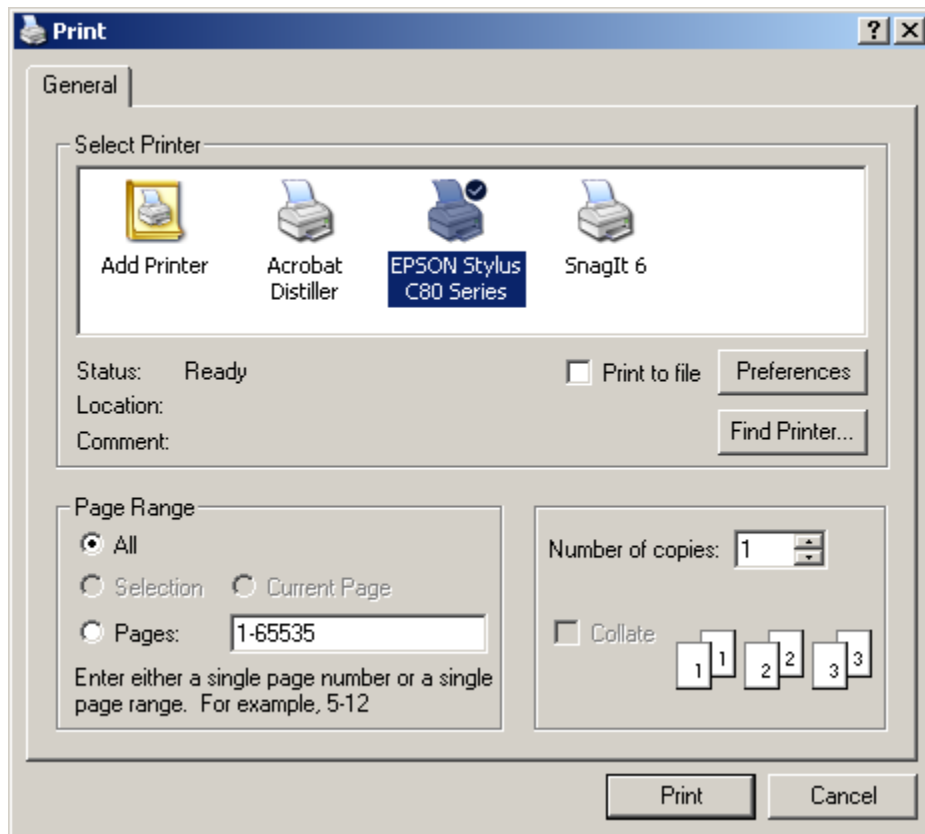 Print
General
Select Printer
Add Printer
Acrobat
Distiller
EPSON Stylus
C80 Series
SnagIt 6
Status: Ready
Print to file
Preferences
Location:
Comment:
Find Printer...
Page Range
All
Selection
Current Page
Pages: 1-65535
Enter either a single page number or a single
page range. For example, 5-12
Number of copies: 1
Collate
1 1 2 2 3 3
Print
Cancel